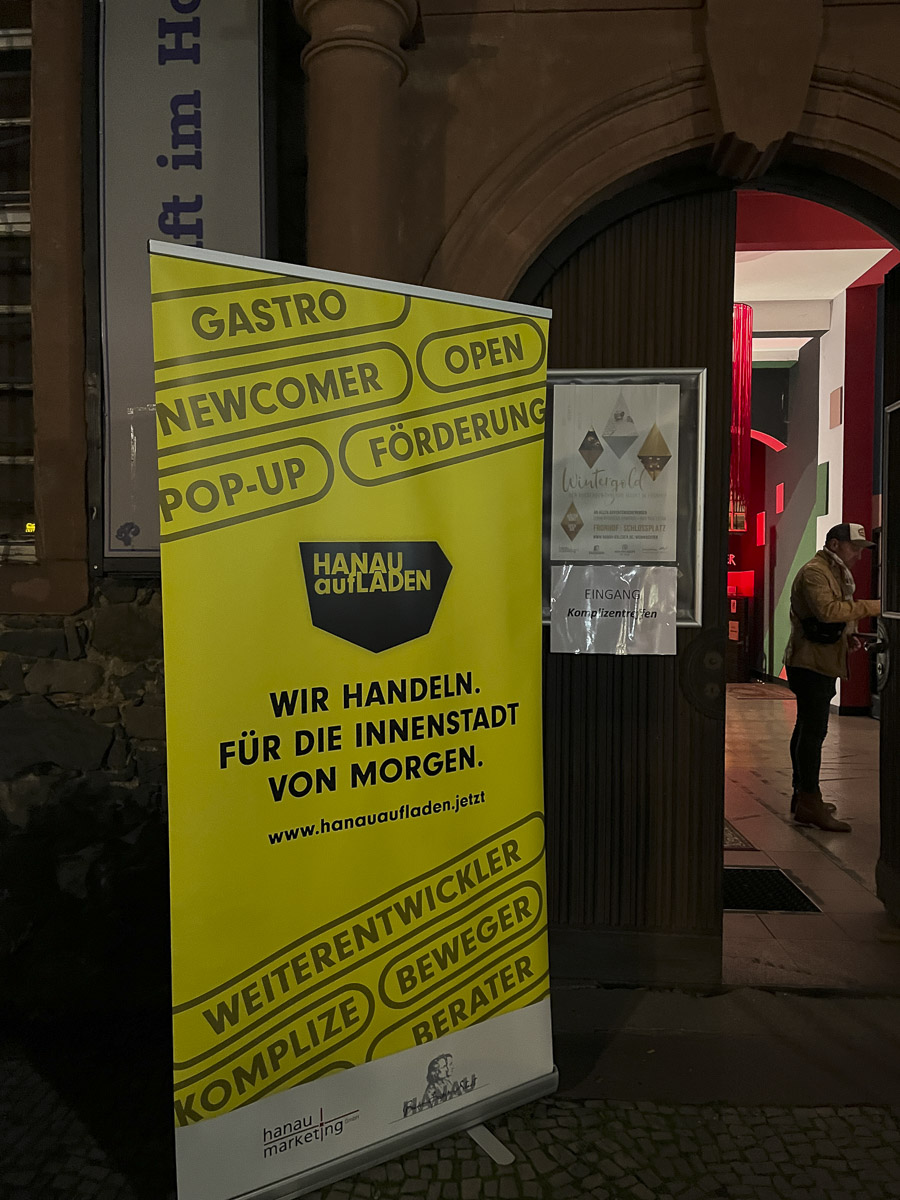 ft im Ho
GASTRO
OPEN
NEWCOMER
FÖRDERUNG
POP-UP
HANAU
aufLADEN
WIR HANDELN.
FÜR DIE INNENSTADT
VON MORGEN.
www.hanauaufladen.jetzt
WEITERENTWICKLER
BEWEGER
KOMPLIZE
BERATER
hanau
marketing
HANAU
Wintergold
FRONHOF · SCHLOSSPLATZ
EINGANG
Komplizentreffen